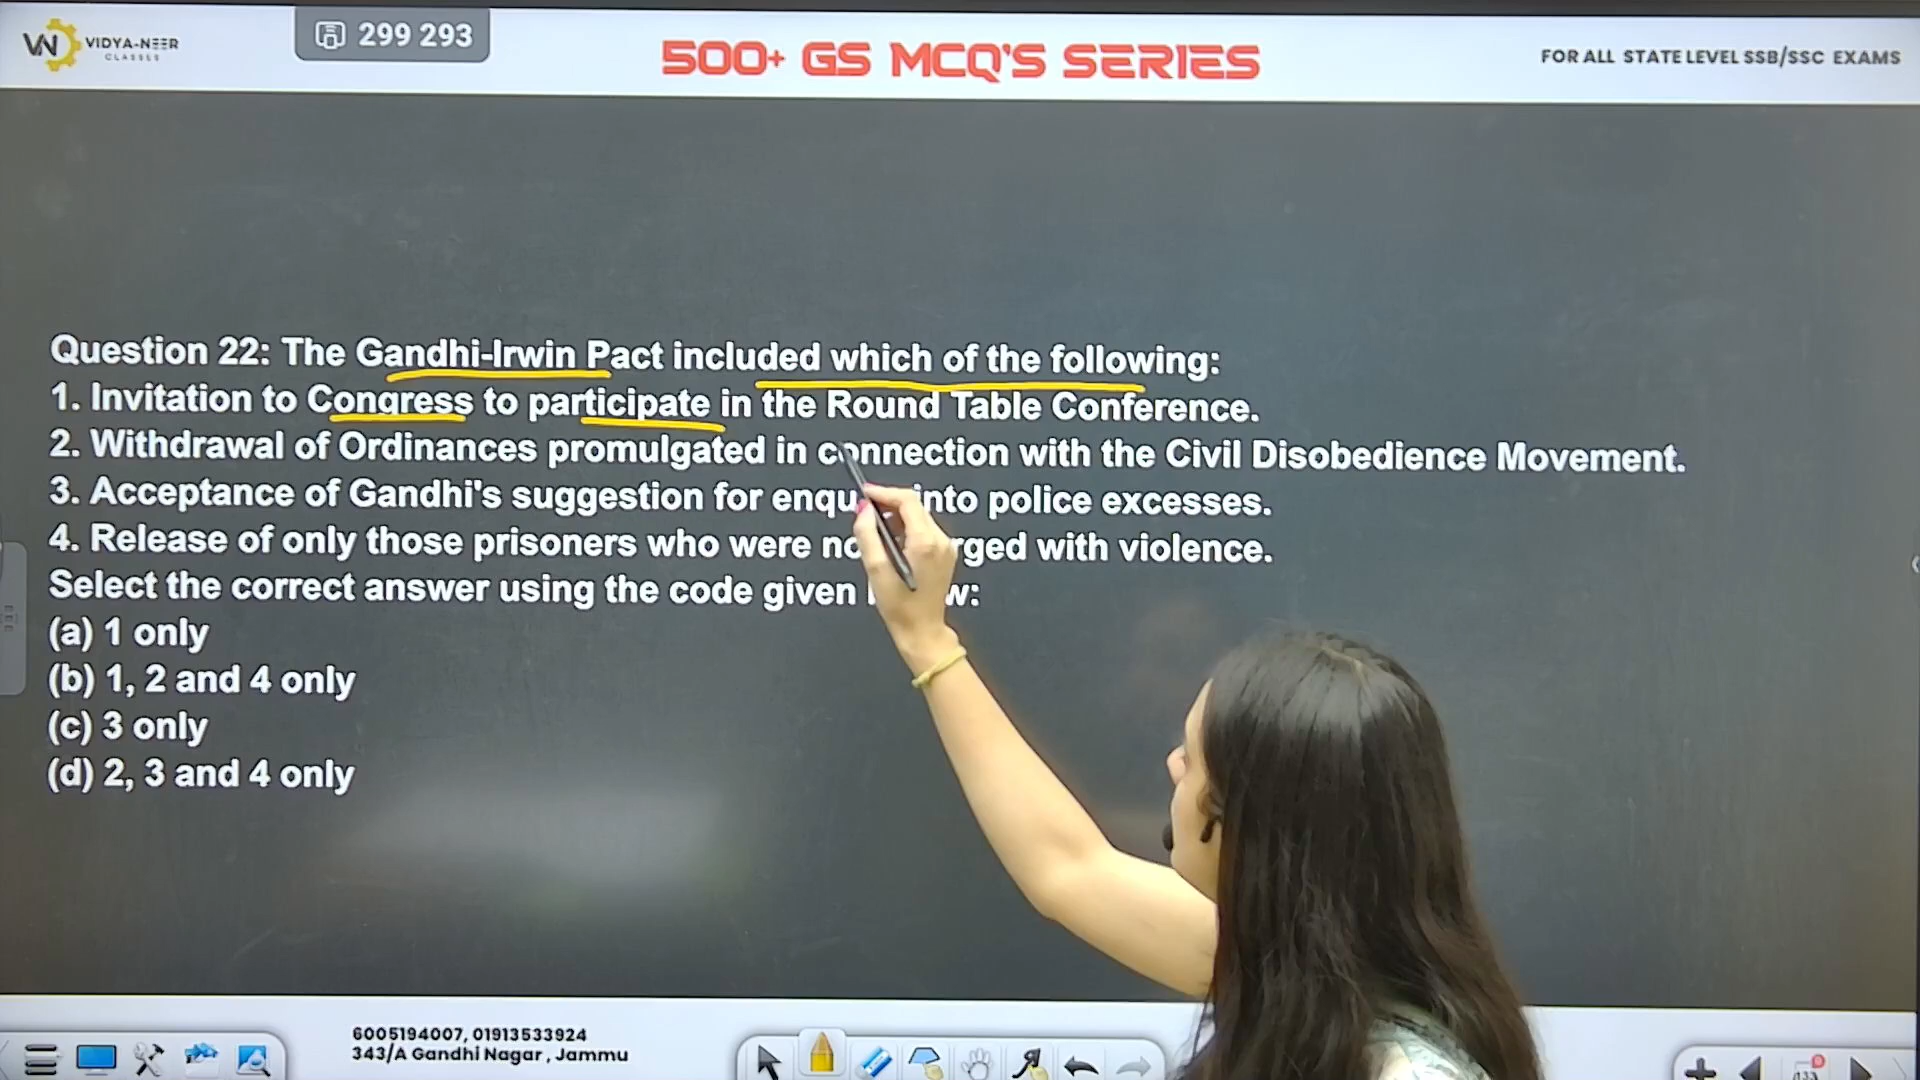 VN VIDYA-NEER
CLASSES
299 293
500+ GS MCQ'S SERIES
FOR ALL STATE LEVEL SSB/SSC EXAMS
Question 22: The Gandhi-Irwin Pact included which of the following:
1. Invitation to Congress to participate in the Round Table Conference.
2. Withdrawal of Ordinances promulgated in connection with the Civil Disobedience Movement.
3. Acceptance of Gandhi's suggestion for into police excesses.
4. Release of only those prisoners who were with violence.
Select the correct answer using the code given
(a) 1 only
(b) 1, 2 and 4 only
(c) 3 only
(d) 2, 3 and 4 only
6005194007, 01913533924
343/A Gandhi Nagar, Jammu
133